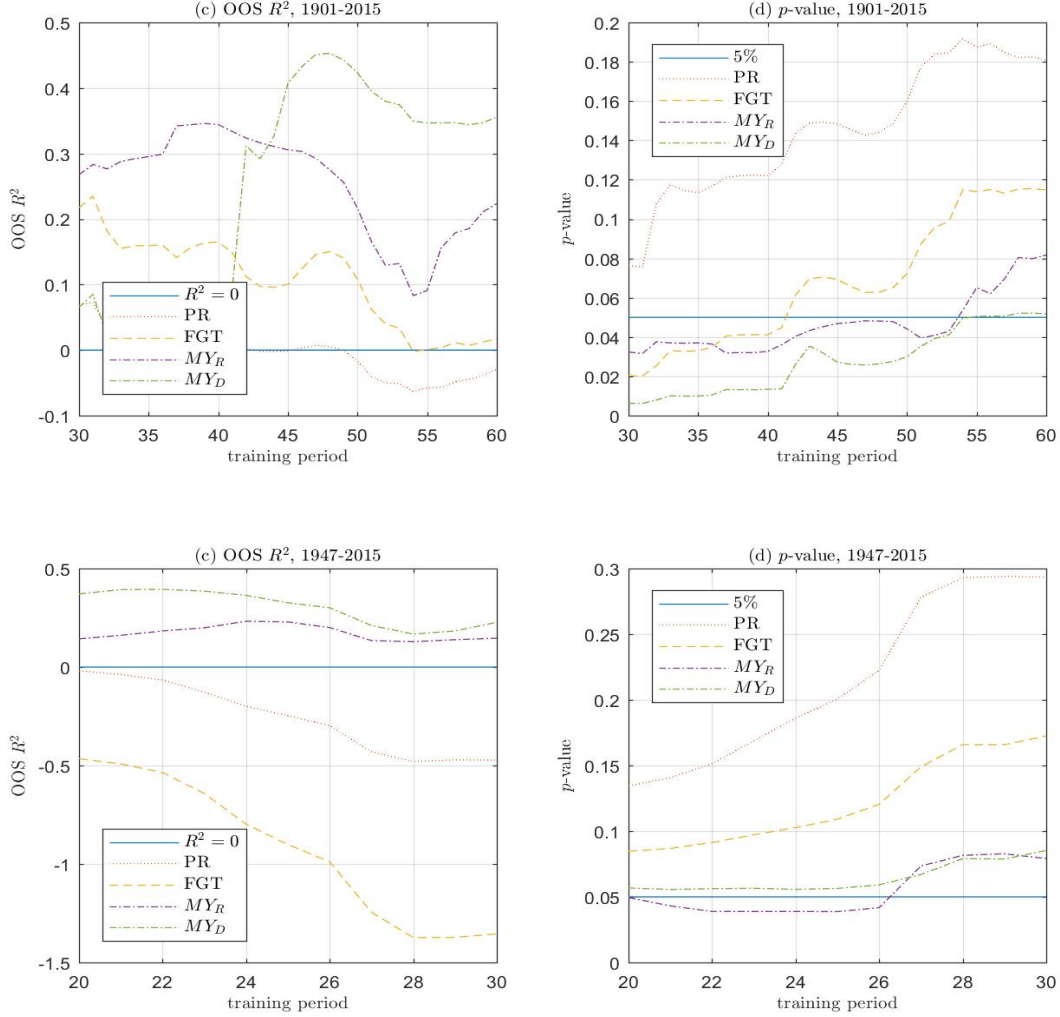 (c) OOS R², 1901-2015
0.5
0.4
0.3
0.2
0.1
0
-0.1
OOS R²
R² = 0
PR
FGT
MY_R
MY_D
30 35 40 45 50 55 60
training period
(d) p-value, 1901-2015
0.2
0.18
0.16
0.14
0.12
0.1
0.08
0.06
0.04
0.02
0
p-value
5%
PR
FGT
MY_R
MY_D
30 35 40 45 50 55 60
training period
(c) OOS R², 1947-2015
0.5
0
-0.5
-1
-1.5
OOS R²
R² = 0
PR
FGT
MY_R
MY_D
20 22 24 26 28 30
training period
(d) p-value, 1947-2015
0.3
0.25
0.2
0.15
0.1
0.05
0
p-value
5%
PR
FGT
MY_R
MY_D
20 22 24 26 28 30
training period